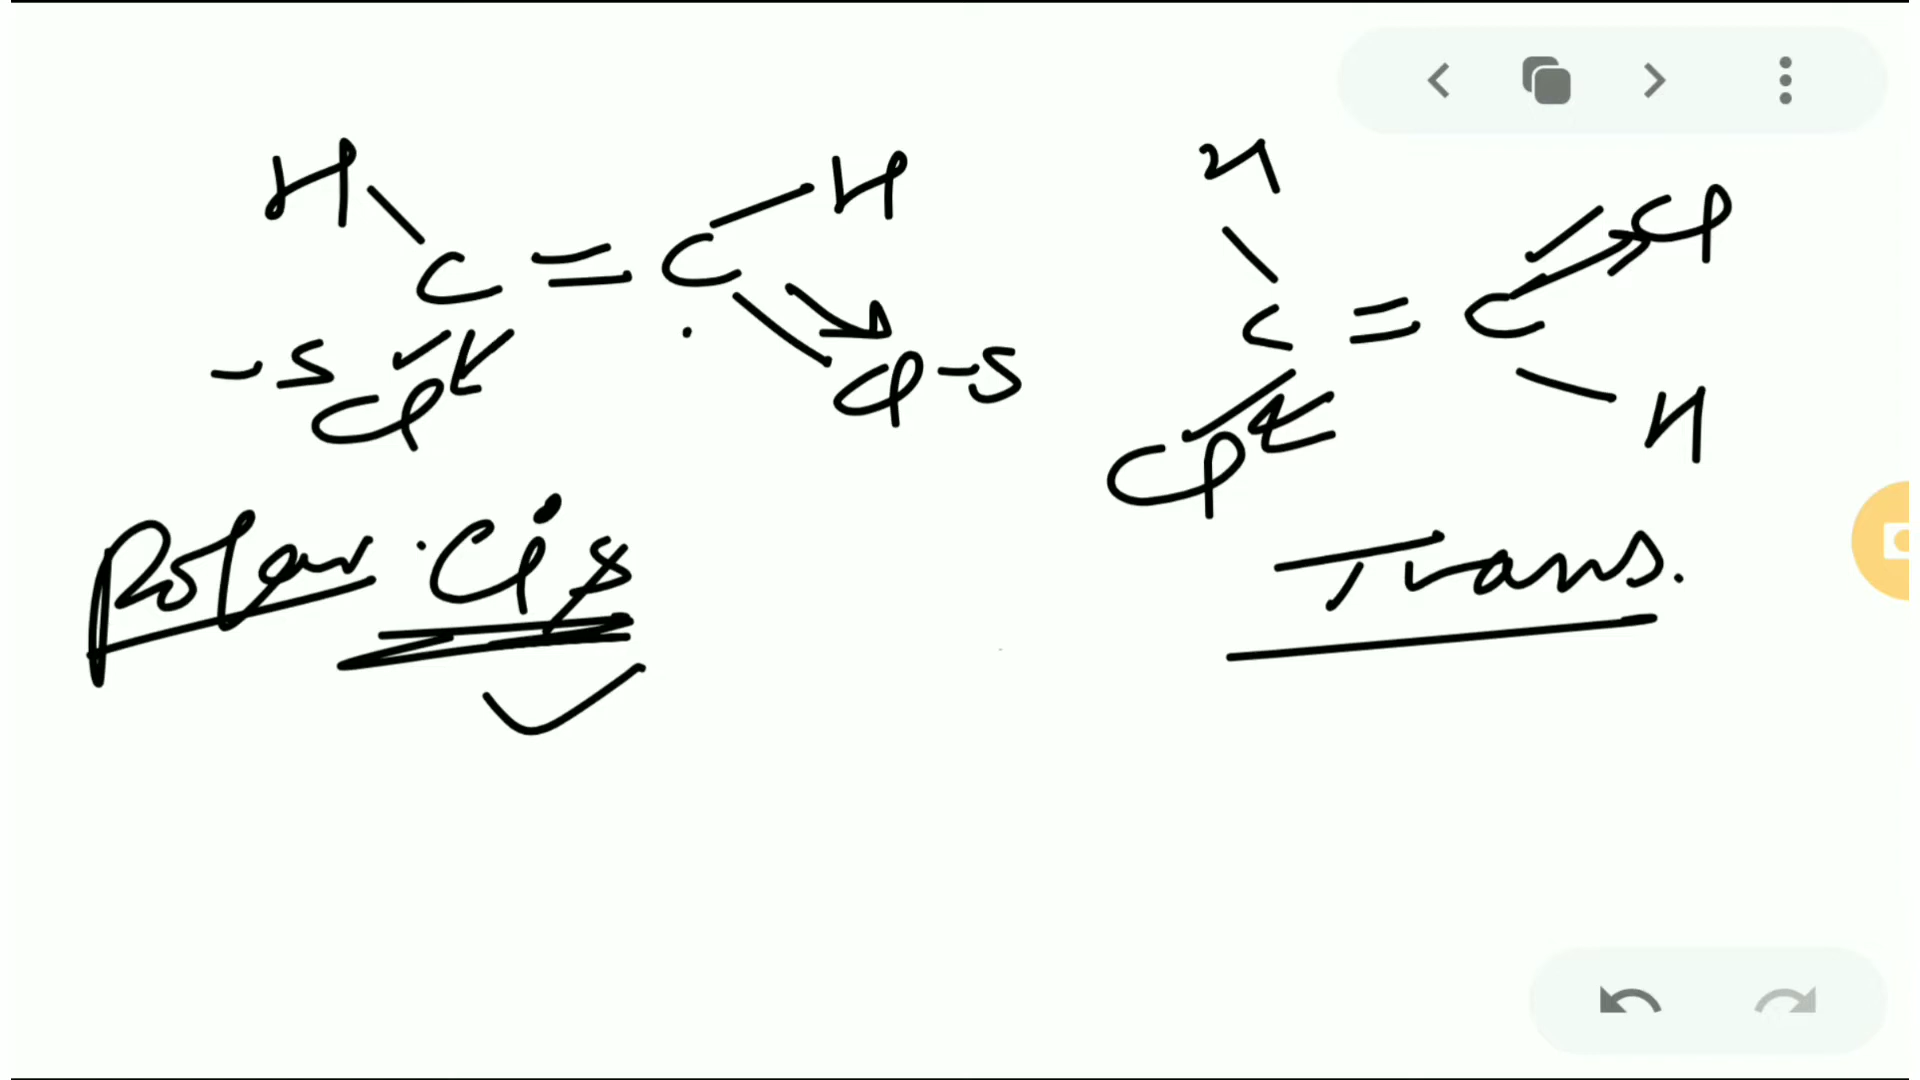 H H
C = C
-S Cl Cl -S
H Cl
C = C
Cl H
Polar Cis
Trans.